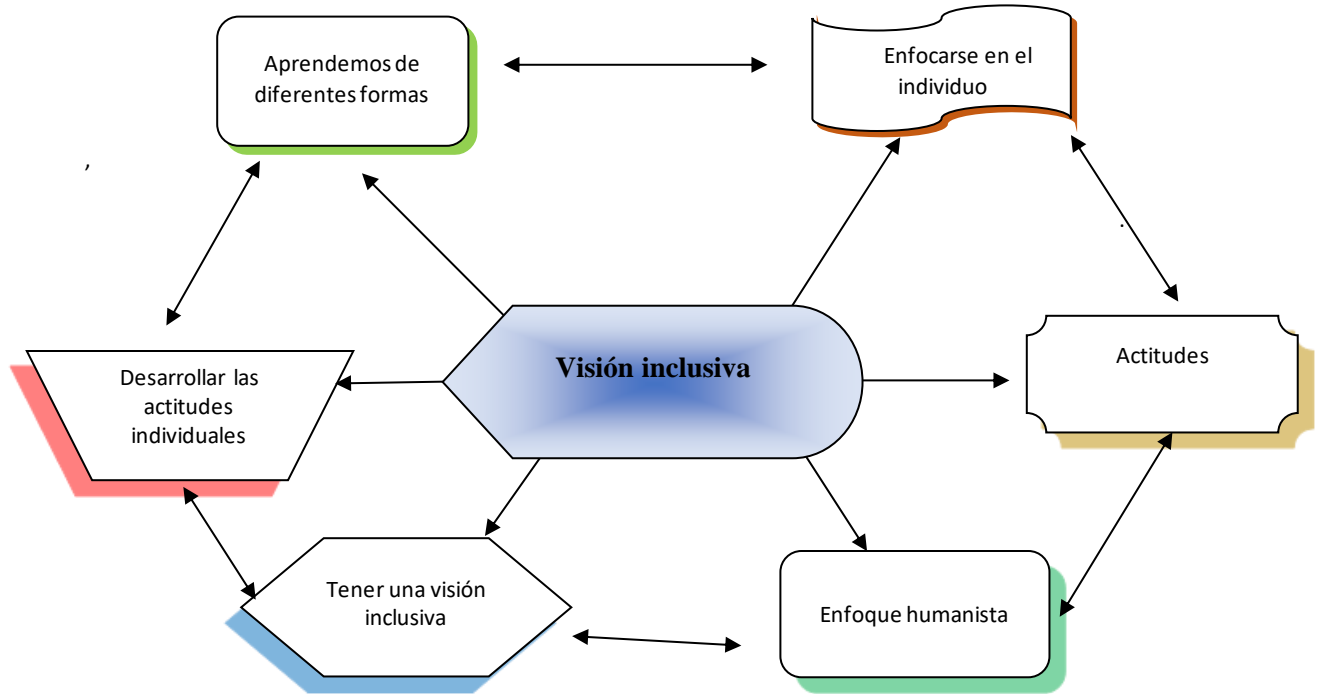 Aprendemos de
diferentes formas
Enfocarse en el
individuo
,
.
Visión inclusiva
Actitudes
Desarrollar las
actitudes
individuales
Tener una visión
inclusiva
Enfoque humanista